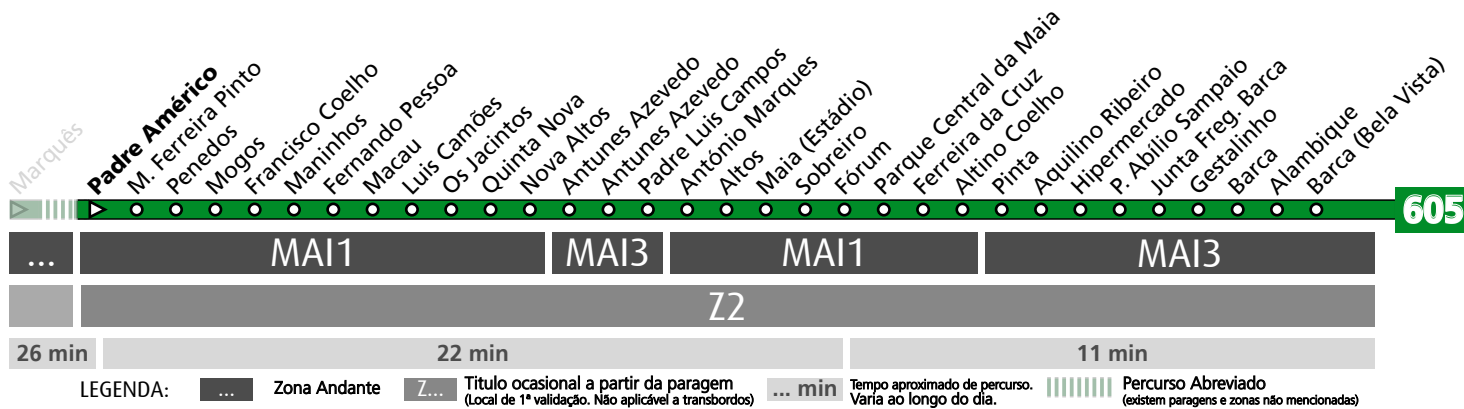 Marquês
Padre Américo
M. Ferreira Pinto
Penedos
Mogos
Francisco Coelho
Maninhos
Fernando Pessoa
Macau
Luis Camões
Os Jacintos
Quinta Nova
Nova Altos
Antunes Azevedo
Antunes Azevedo
Padre Luis Campos
António Marques
Altos
Maia (Estádio)
Sobreiro
Fórum
Parque Central da Maia
Ferreira da Cruz
Altino Coelho
Pinta
Aquilino Ribeiro
Hipermercado
P. Abílio Sampaio
Junta Freg. Barca
Gestalinho
Barca
Alambique
Barca (Bela Vista)
605
... MAI1 MAI3 MAI1 MAI3
Z2
26 min 22 min 11 min
LEGENDA:
... Zona Andante
Z... Titulo ocasional a partir da paragem
(Local de 1ª validação. Não aplicável a transbordos)
... min Tempo aproximado de percurso.
Varia ao longo do dia.
Percurso Abreviado
(existem paragens e zonas não mencionadas)